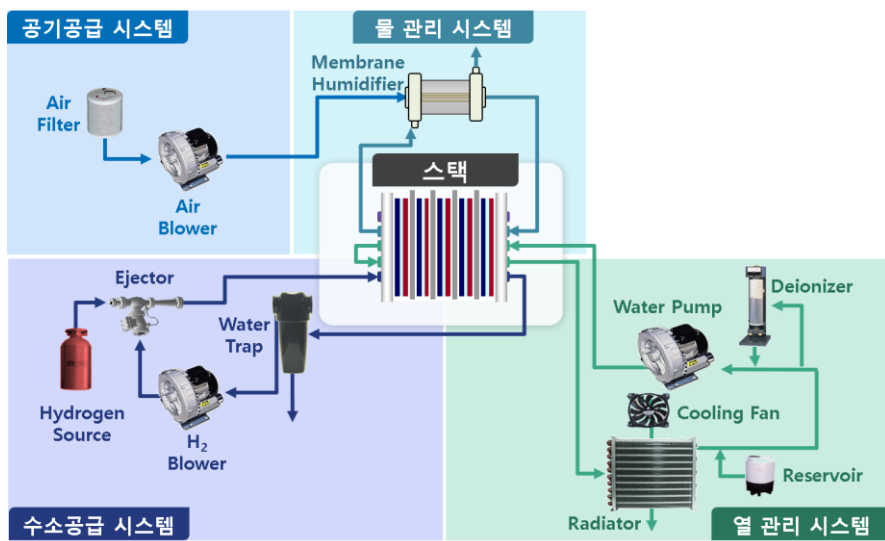 공기공급 시스템
Air
Filter
Air
Blower
물 관리 시스템
Membrane
Humidifier
스택
Ejector
Water
Trap
Hydrogen
Source
H₂
Blower
수소공급 시스템
Water Pump
Deionizer
Cooling Fan
Reservoir
Radiator
열 관리 시스템